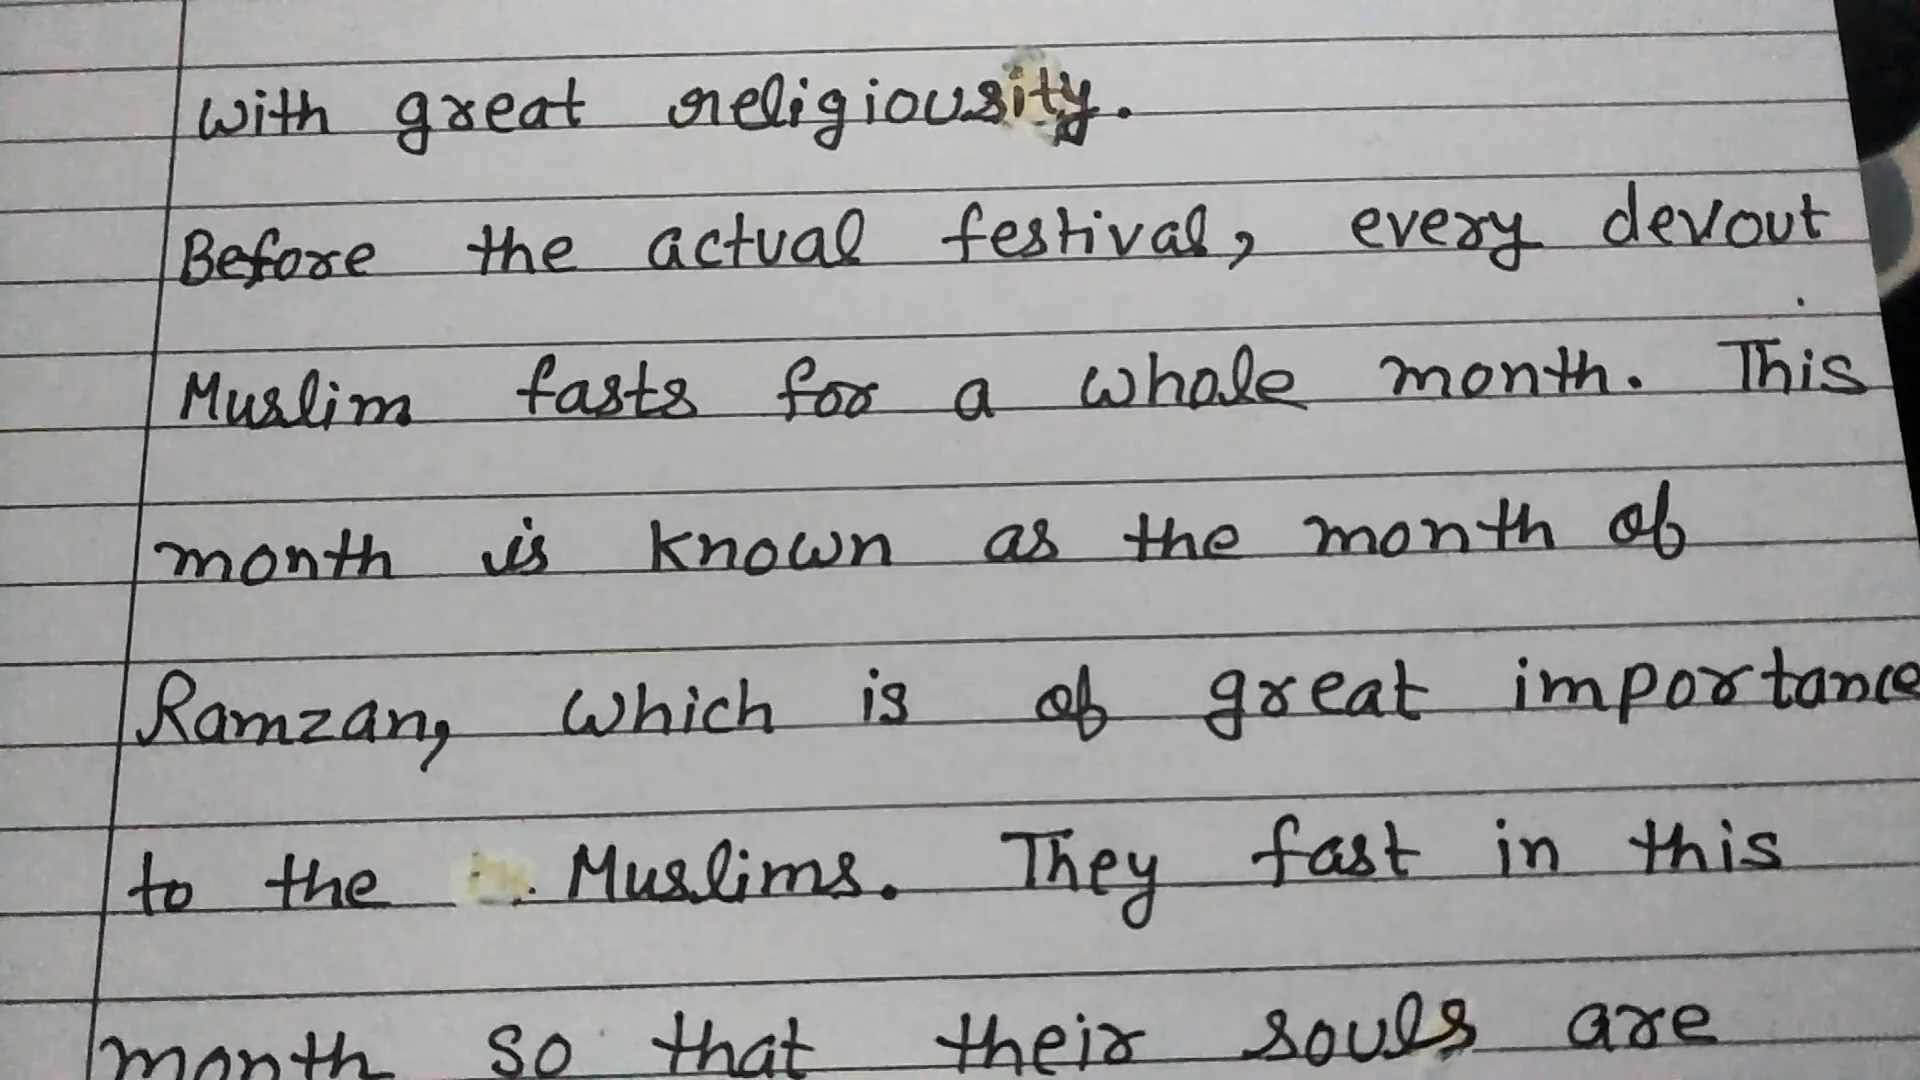 with great religiousity.
Before the actual festival, every devout
Muslim fasts for a whole month. This
month is known as the month of
Ramzan, which is of great importance
to the Muslims. They fast in this
month so that their souls are